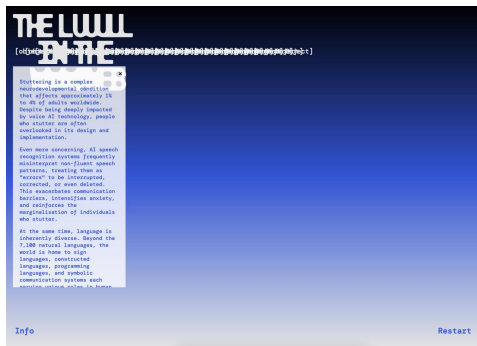 THE LUUUL
IN THE
Stuttering is a complex
neurodevelopmental condition
that affects approximately 1%
to 4% of adults worldwide.
Despite being deeply impacted
by voice AI technology, people
who stutter are often
overlooked in its design and
implementation.
Even more concerning, AI speech
recognition systems frequently
misinterpret non-fluent speech
patterns, treating them as
"errors" to be interrupted,
corrected, or even deleted.
This exacerbates communication
barriers, intensifies anxiety,
and reinforces the
marginalization of individuals
who stutter.
At the same time, language is
inherently diverse. Beyond the
7,100 natural languages, the
world is home to sign
languages, constructed
languages, programming
languages, and symbolic
communication systems each
Info
Restart